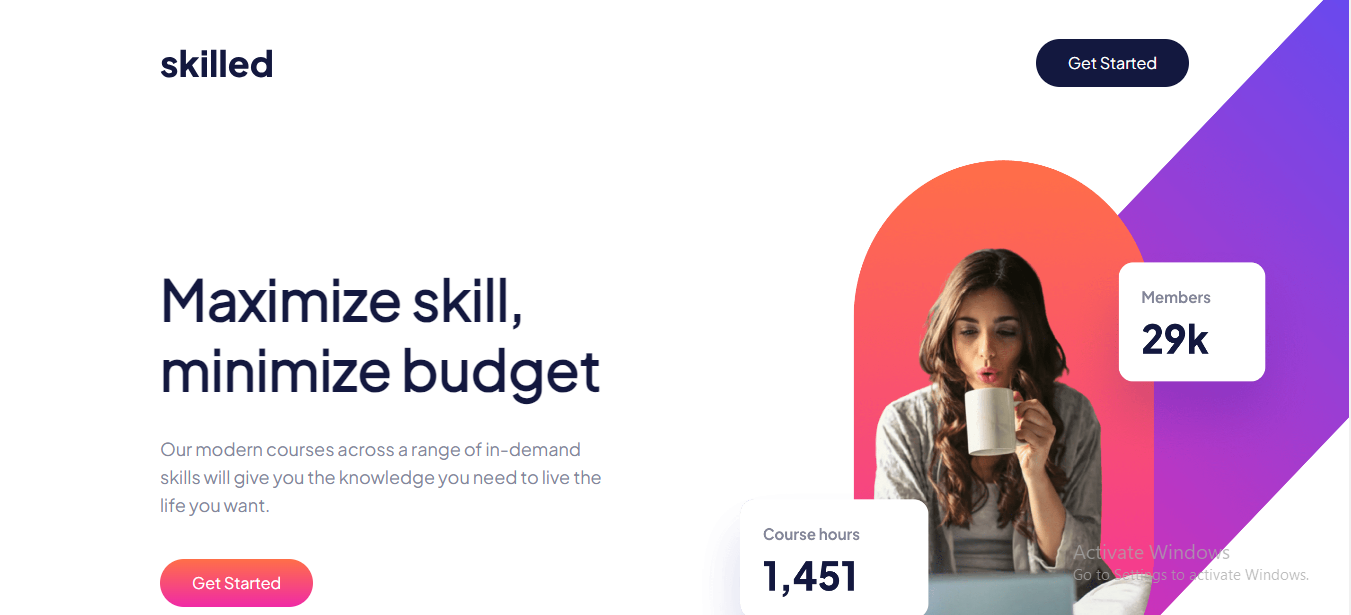 skilled
Get Started
Maximize skill,
minimize budget
Our modern courses across a range of in-demand
skills will give you the knowledge you need to live the
life you want.
Get Started
Members
29k
Course hours
1,451
Activate Windows
Go to Settings to activate Windows.